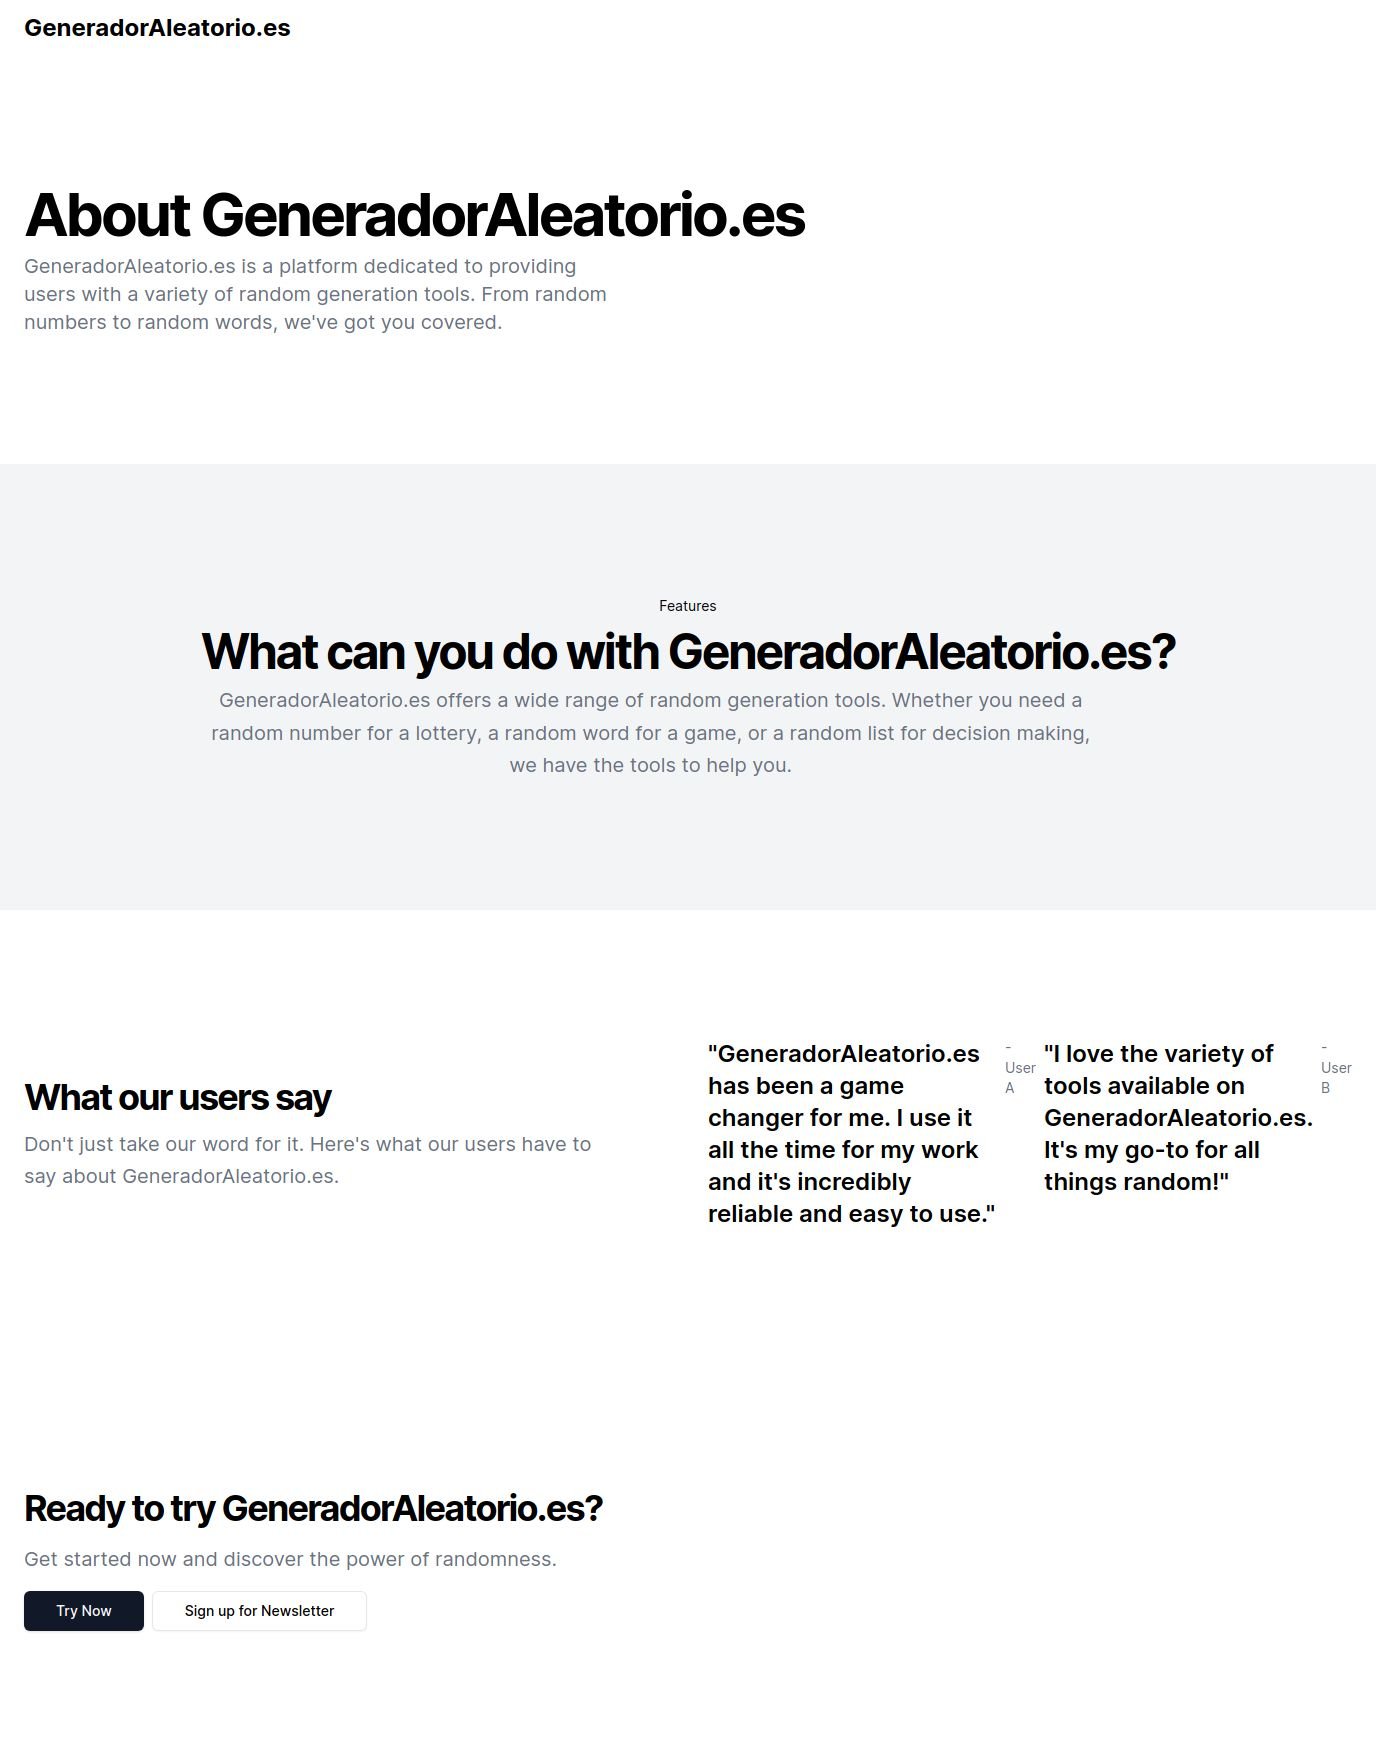 GeneradorAleatorio.es
About GeneradorAleatorio.es
GeneradorAleatorio.es is a platform dedicated to providing
users with a variety of random generation tools. From random
numbers to random words, we've got you covered.
Features
What can you do with GeneradorAleatorio.es?
GeneradorAleatorio.es offers a wide range of random generation tools. Whether you need a
random number for a lottery, a random word for a game, or a random list for decision making,
we have the tools to help you.
What our users say
Don't just take our word for it. Here's what our users have to
say about GeneradorAleatorio.es.
"GeneradorAleatorio.es
has been a game
changer for me. I use it
all the time for my work
and it's incredibly
reliable and easy to use."
-
User
A
"I love the variety of
tools available on
GeneradorAleatorio.es.
It's my go-to for all
things random!"
-
User
B
Ready to try GeneradorAleatorio.es?
Get started now and discover the power of randomness.
Try Now
Sign up for Newsletter